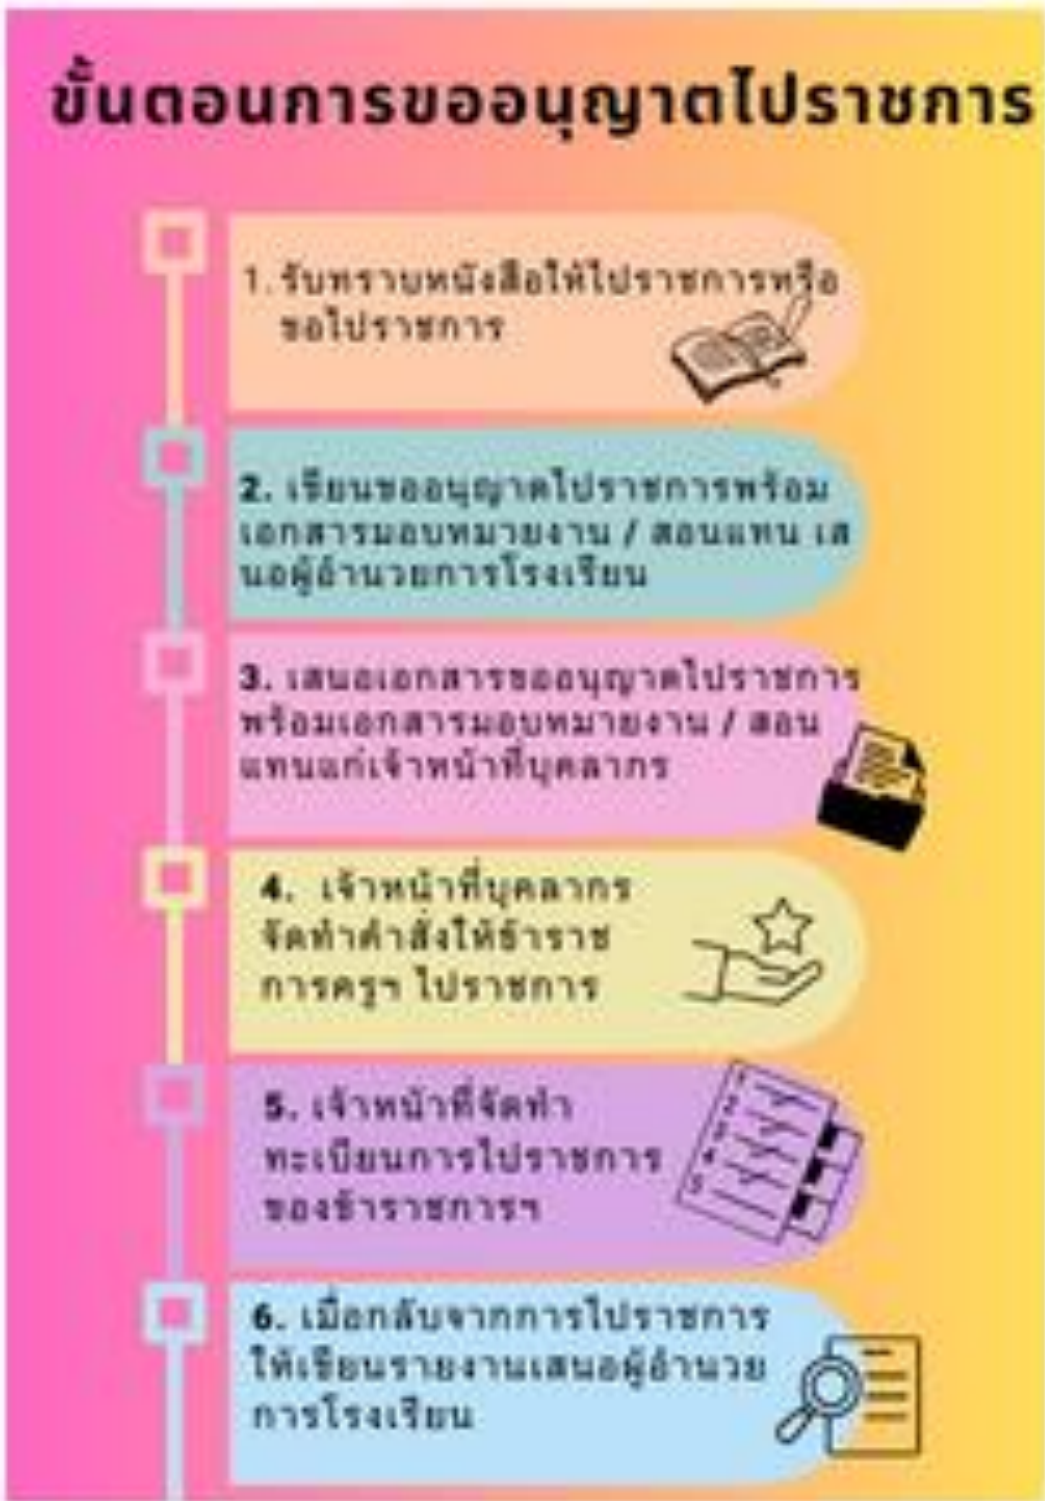 ขั้นตอนการขออนุญาตไปราชการ
1. รับทราบหนังสือให้ไปราชการหรือ
ขอไปราชการ
2. เขียนขออนุญาตไปราชการพร้อม
เอกสารมอบหมายงาน / สอนแทน เส
นอผู้อำนวยการโรงเรียน
3. เสนอเอกสารขออนุญาตไปราชการ
พร้อมเอกสารมอบหมายงาน / สอน
แทนแก่เจ้าหน้าที่บุคลากร
4. เจ้าหน้าที่บุคลากร
จัดทำคำสั่งให้ข้าราช
การครูฯ ไปราชการ
5. เจ้าหน้าที่จัดทำ
ทะเบียนการไปราชการ
ของข้าราชการฯ
1
2
3
4
5
6. เมื่อกลับจากการไปราชการ
ให้เขียนรายงานเสนอผู้อำนวย
การโรงเรียน